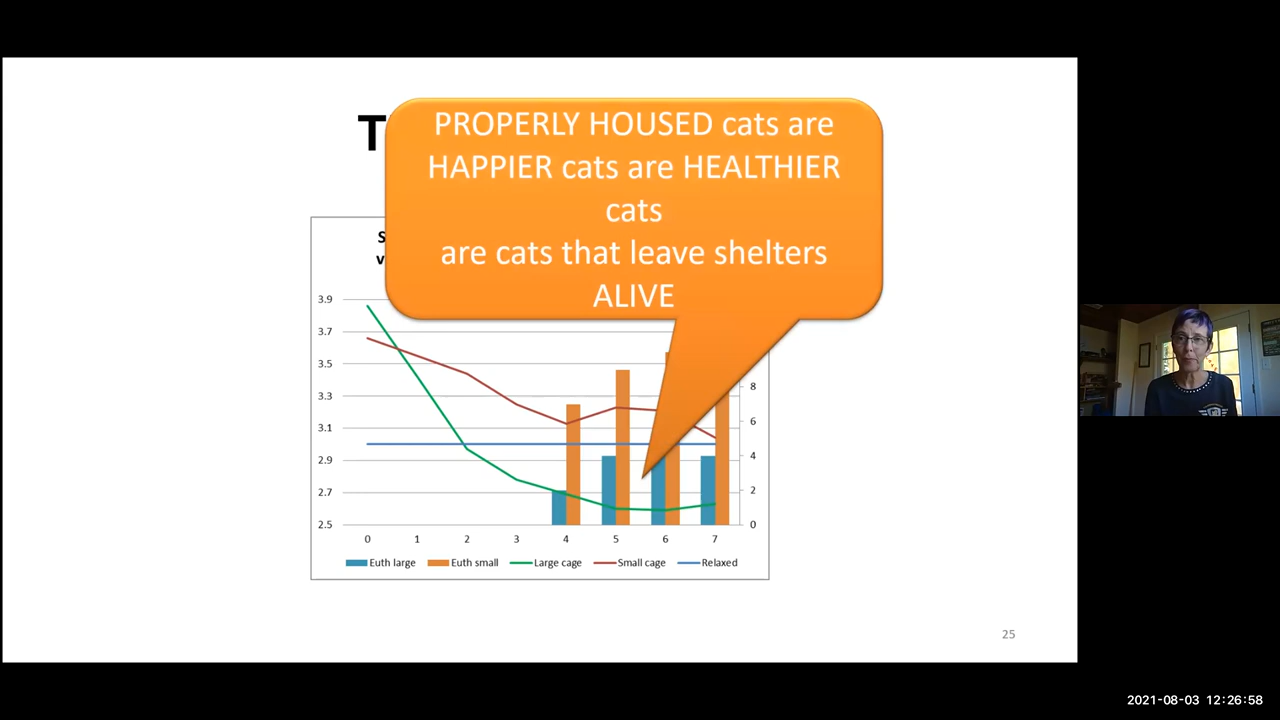 T
PROPERLY HOUSED cats are
HAPPIER cats are HEALTHIER
cats
are cats that leave shelters
ALIVE
S
v
3.9
3.7
3.5
3.3
3.1
2.9
2.7
2.5
8
6
4
2
0
0 1 2 3 4 5 6 7
Euth large Euth small Large cage Small cage Relaxed
25
2021-08-03 12:26:58